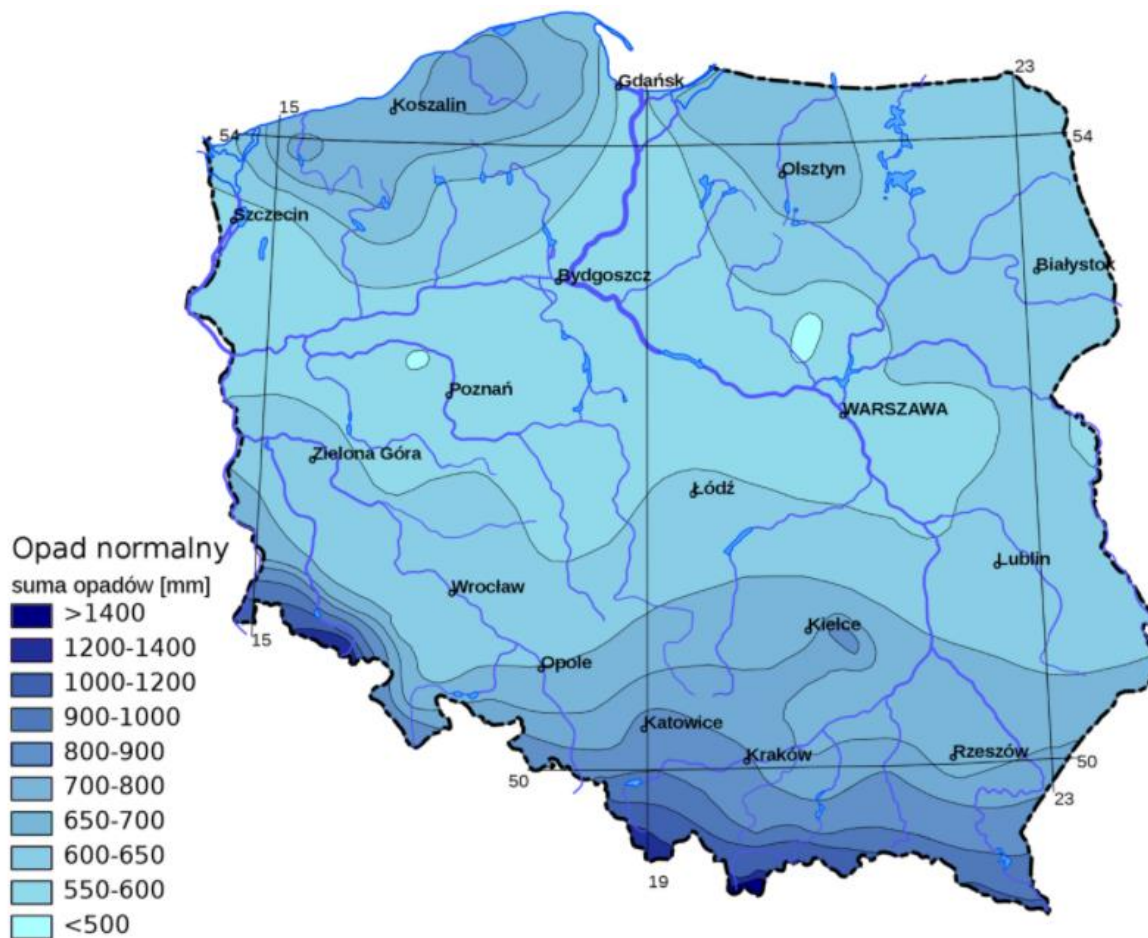 23
Gdańsk
15
Koszalin
54
54
Olsztyn
Szczecin
Białystok
Bydgoszcz
Poznań
WARSZAWA
Zielona Góra
Łódź
Opad normalny
suma opadów [mm]
Lublin
Wrocław
>1400
Kielce
15
1200-1400
Opole
1000-1200
900-1000
Katowice
800-900
Kraków
Rzeszów
50
50
700-800
23
650-700
600-650
19
550-600
<500